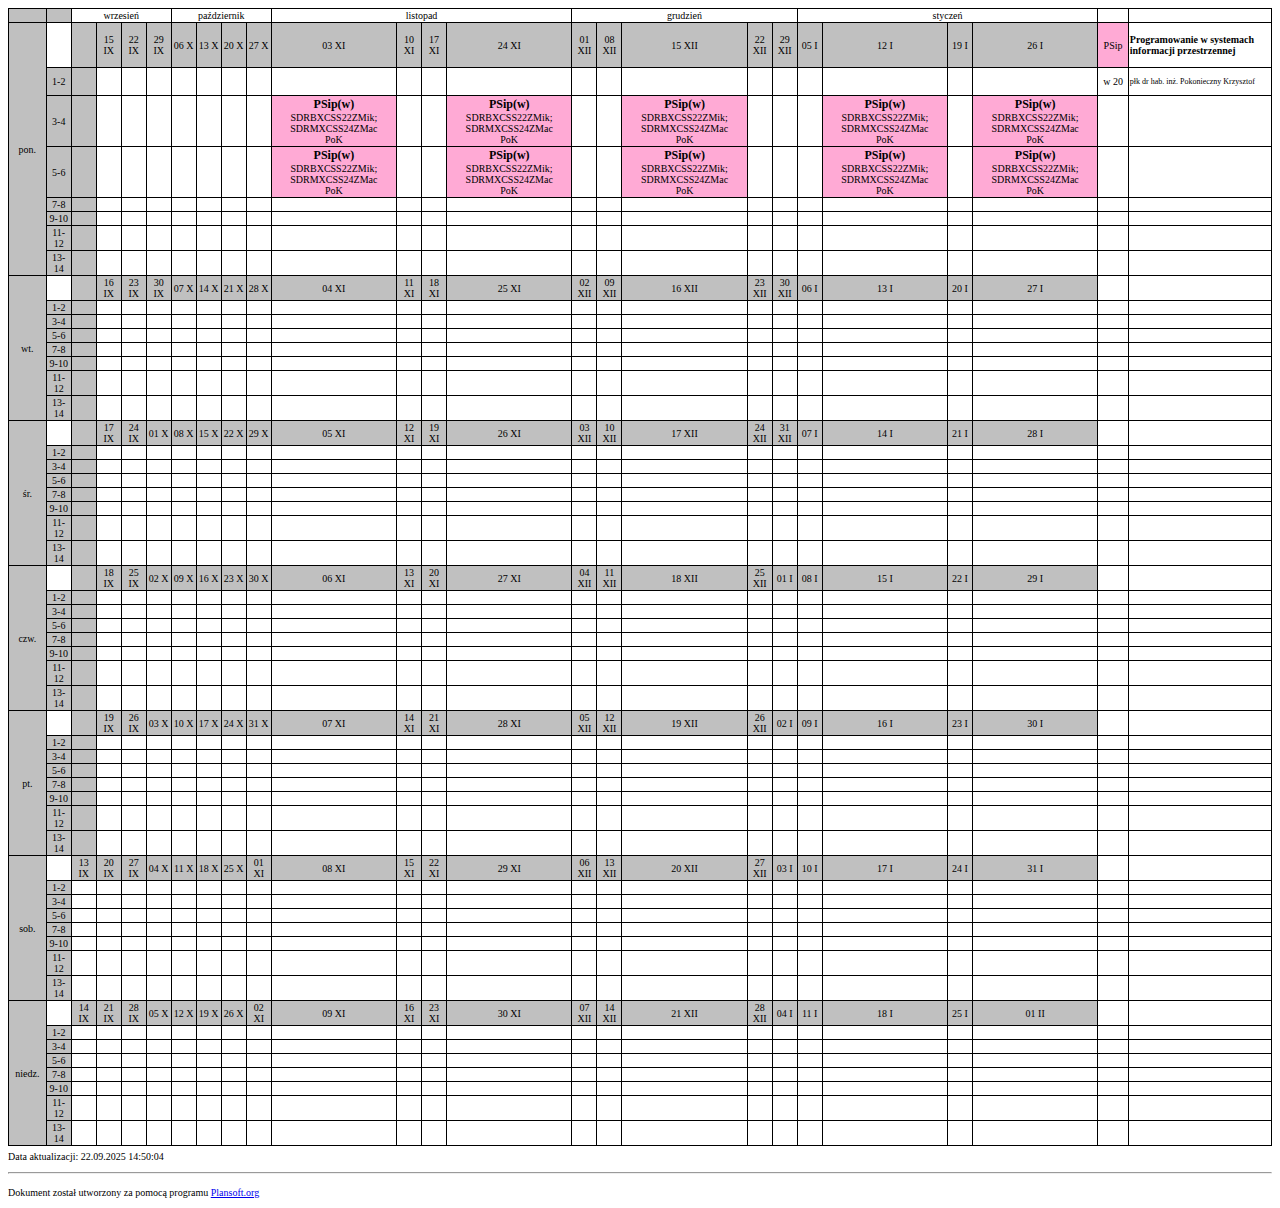 wrzesień październik listopad grudzień styczeń
pon. 15 IX 22 IX 29 IX 06 X 13 X 20 X 27 X 03 XI 10 XI 17 XI 24 XI 01 XII 08 XII 15 XII 22 XII 29 XII 05 I 12 I 19 I 26 I PSip Programowanie w systemach informacji przestrzennej
1-2 w 20 płk dr hab. inż. Pokonieczny Krzysztof
3-4 PSip(w) PSip(w) PSip(w) PSip(w) PSip(w)
SDRBXCSS22ZMik; SDRBXCSS22ZMik; SDRBXCSS22ZMik; SDRBXCSS22ZMik; SDRBXCSS22ZMik;
SDRMXCSS24ZMac SDRMXCSS24ZMac SDRMXCSS24ZMac SDRMXCSS24ZMac SDRMXCSS24ZMac
PoK PoK PoK PoK PoK
5-6 PSip(w) PSip(w) PSip(w) PSip(w) PSip(w)
SDRBXCSS22ZMik; SDRBXCSS22ZMik; SDRBXCSS22ZMik; SDRBXCSS22ZMik; SDRBXCSS22ZMik;
SDRMXCSS24ZMac SDRMXCSS24ZMac SDRMXCSS24ZMac SDRMXCSS24ZMac SDRMXCSS24ZMac
PoK PoK PoK PoK PoK
7-8
9-10
11-12
13-14
wt. 16 IX 23 IX 30 IX 07 X 14 X 21 X 28 X 04 XI 11 XI 18 XI 25 XI 02 XII 09 XII 16 XII 23 XII 30 XII 06 I 13 I 20 I 27 I
1-2
3-4
5-6
7-8
9-10
11-12
13-14
śr. 17 IX 24 IX 01 X 08 X 15 X 22 X 29 X 05 XI 12 XI 19 XI 26 XI 03 XII 10 XII 17 XII 24 XII 31 XII 07 I 14 I 21 I 28 I
1-2
3-4
5-6
7-8
9-10
11-12
13-14
czw. 18 IX 25 IX 02 X 09 X 16 X 23 X 30 X 06 XI 13 XI 20 XI 27 XI 04 XII 11 XII 18 XII 25 XII 01 I 08 I 15 I 22 I 29 I
1-2
3-4
5-6
7-8
9-10
11-12
13-14
pt. 19 IX 26 IX 03 X 10 X 17 X 24 X 31 X 07 XI 14 XI 21 XI 28 XI 05 XII 12 XII 19 XII 26 XII 02 I 09 I 16 I 23 I 30 I
1-2
3-4
5-6
7-8
9-10
11-12
13-14
sob. 13 IX 20 IX 27 IX 04 X 11 X 18 X 25 X 01 XI 08 XI 15 XI 22 XI 29 XI 06 XII 13 XII 20 XII 27 XII 03 I 10 I 17 I 24 I 31 I
1-2
3-4
5-6
7-8
9-10
11-12
13-14
niedz. 14 IX 21 IX 28 IX 05 X 12 X 19 X 26 X 02 XI 09 XI 16 XI 23 XI 30 XI 07 XII 14 XII 21 XII 28 XII 04 I 11 I 18 I 25 I 01 II
1-2
3-4
5-6
7-8
9-10
11-12
13-14
Data aktualizacji: 22.09.2025 14:50:04
Dokument został utworzony za pomocą programu Plansoft.org